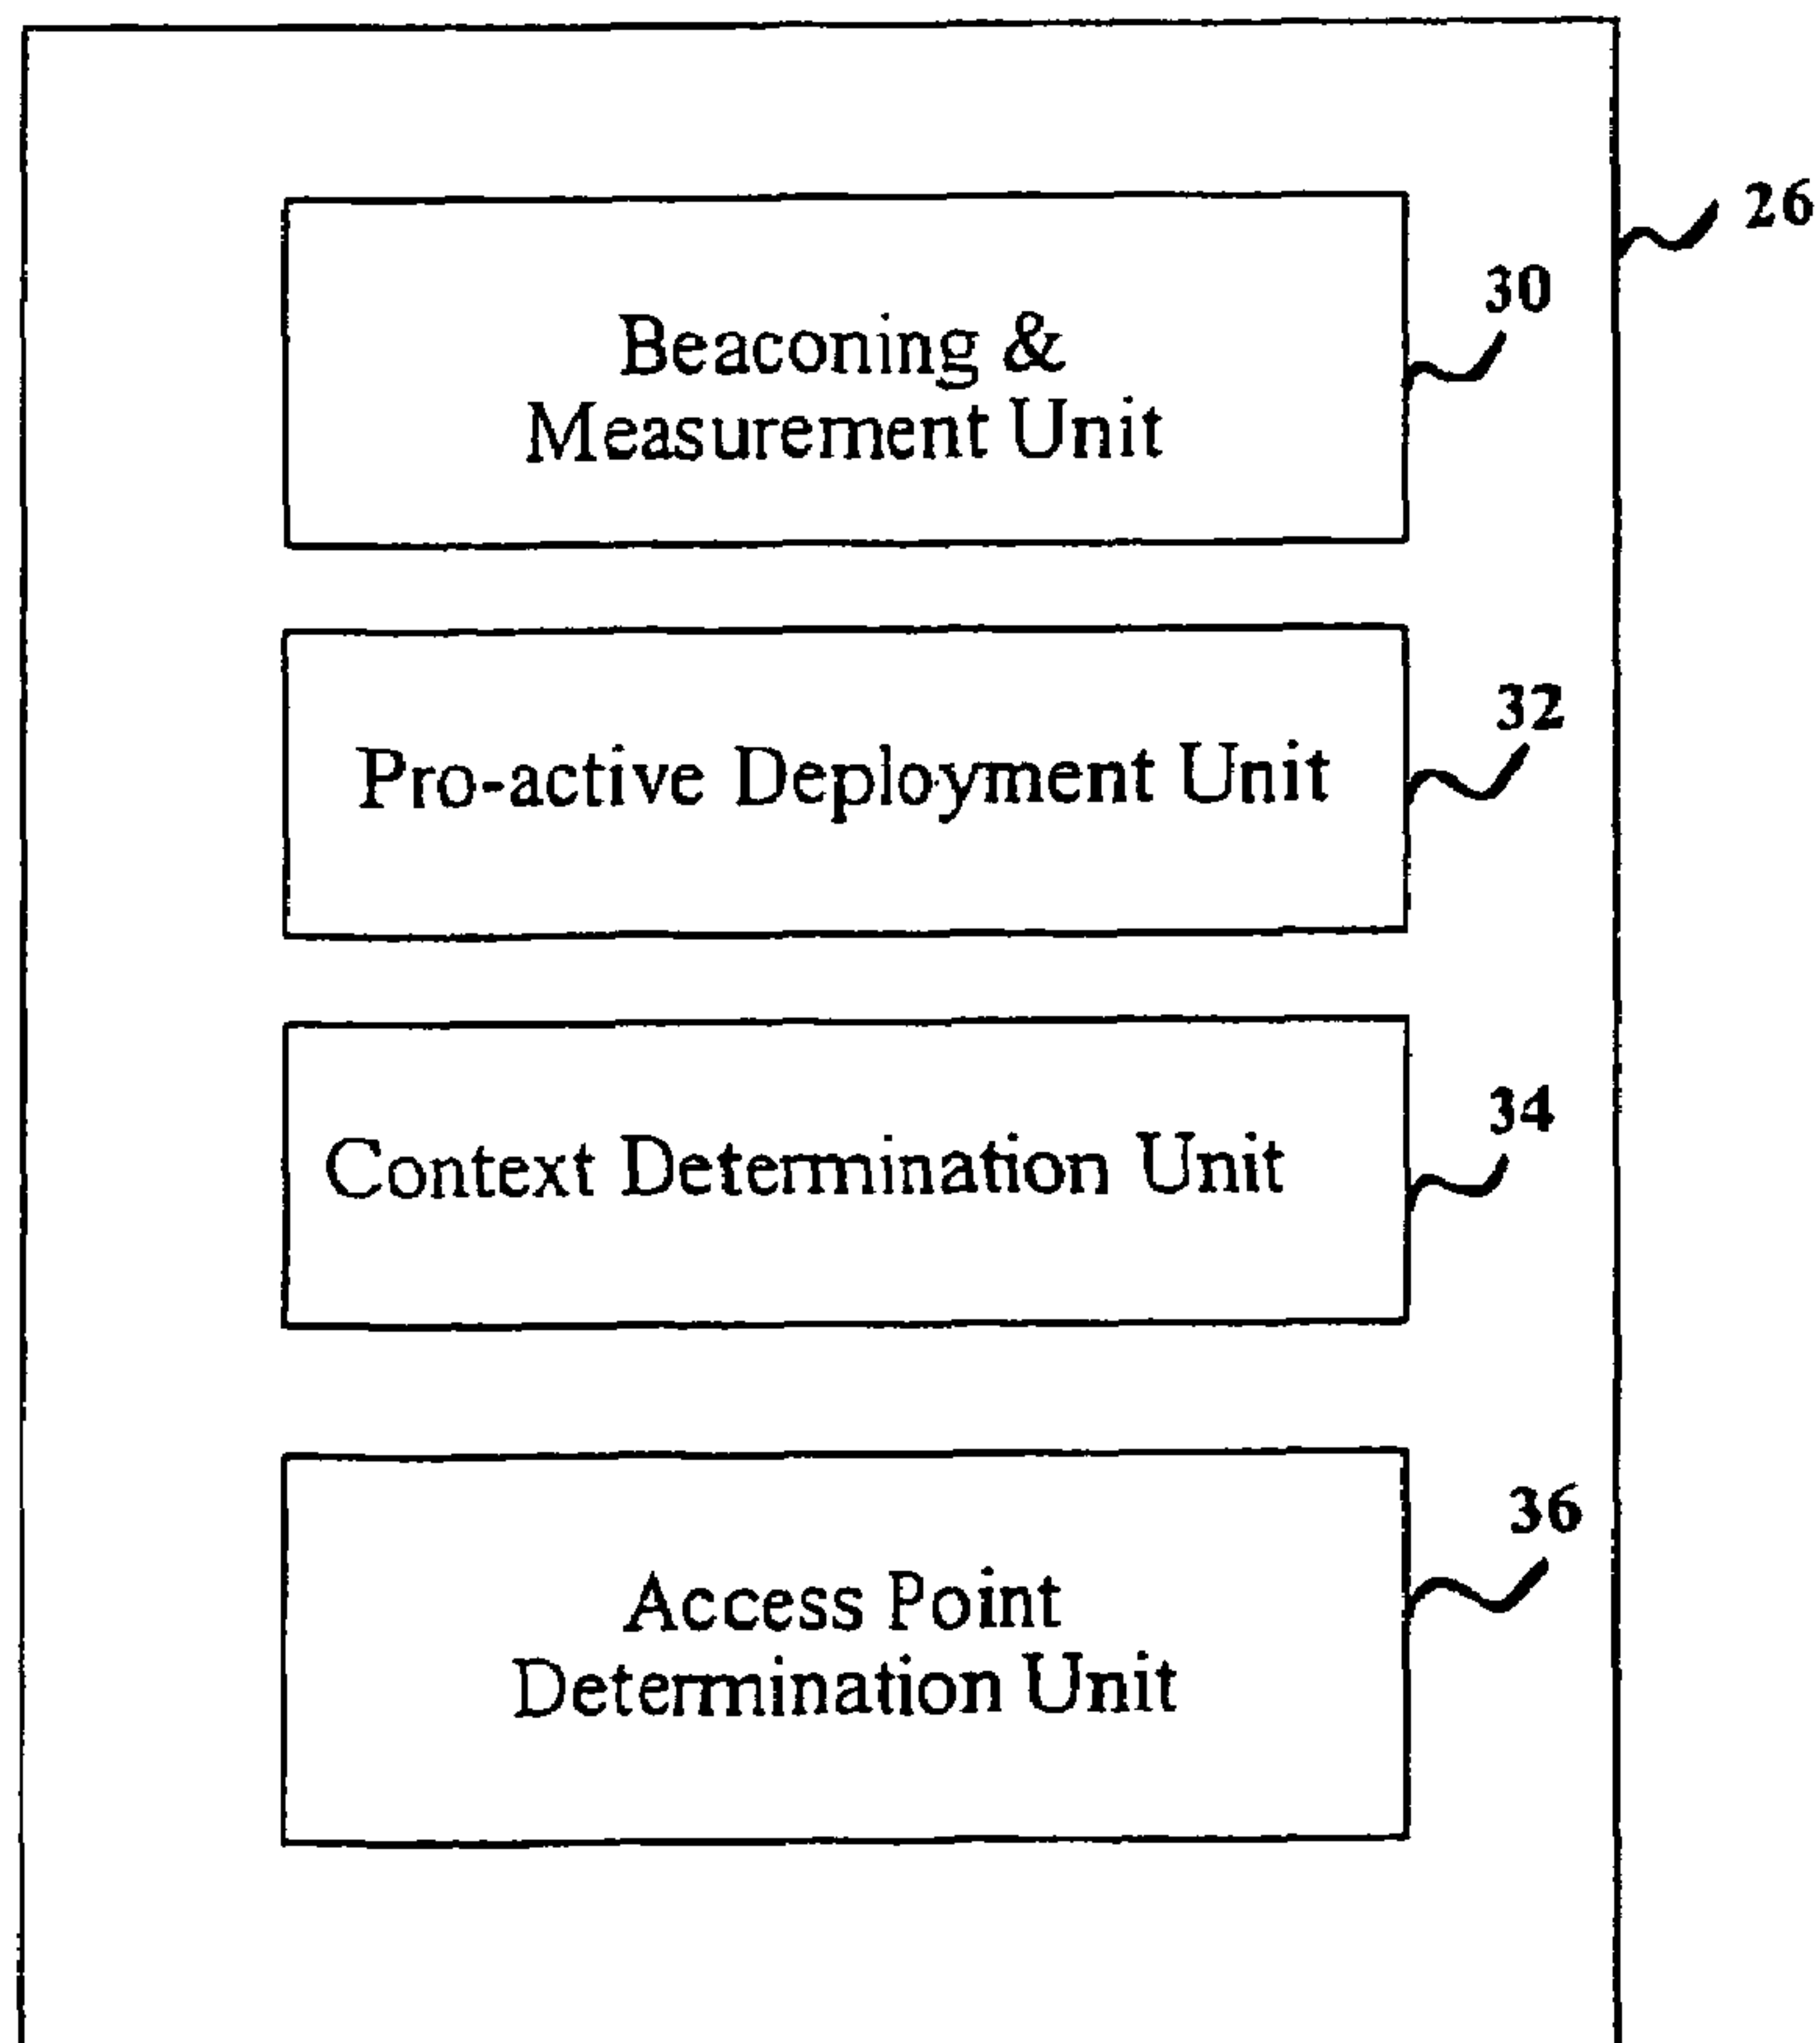 26
30
Beaconing &
Measurement Unit
32
Pro-active Deployment Unit
34
Context Determination Unit
36
Access Point
Determination Unit